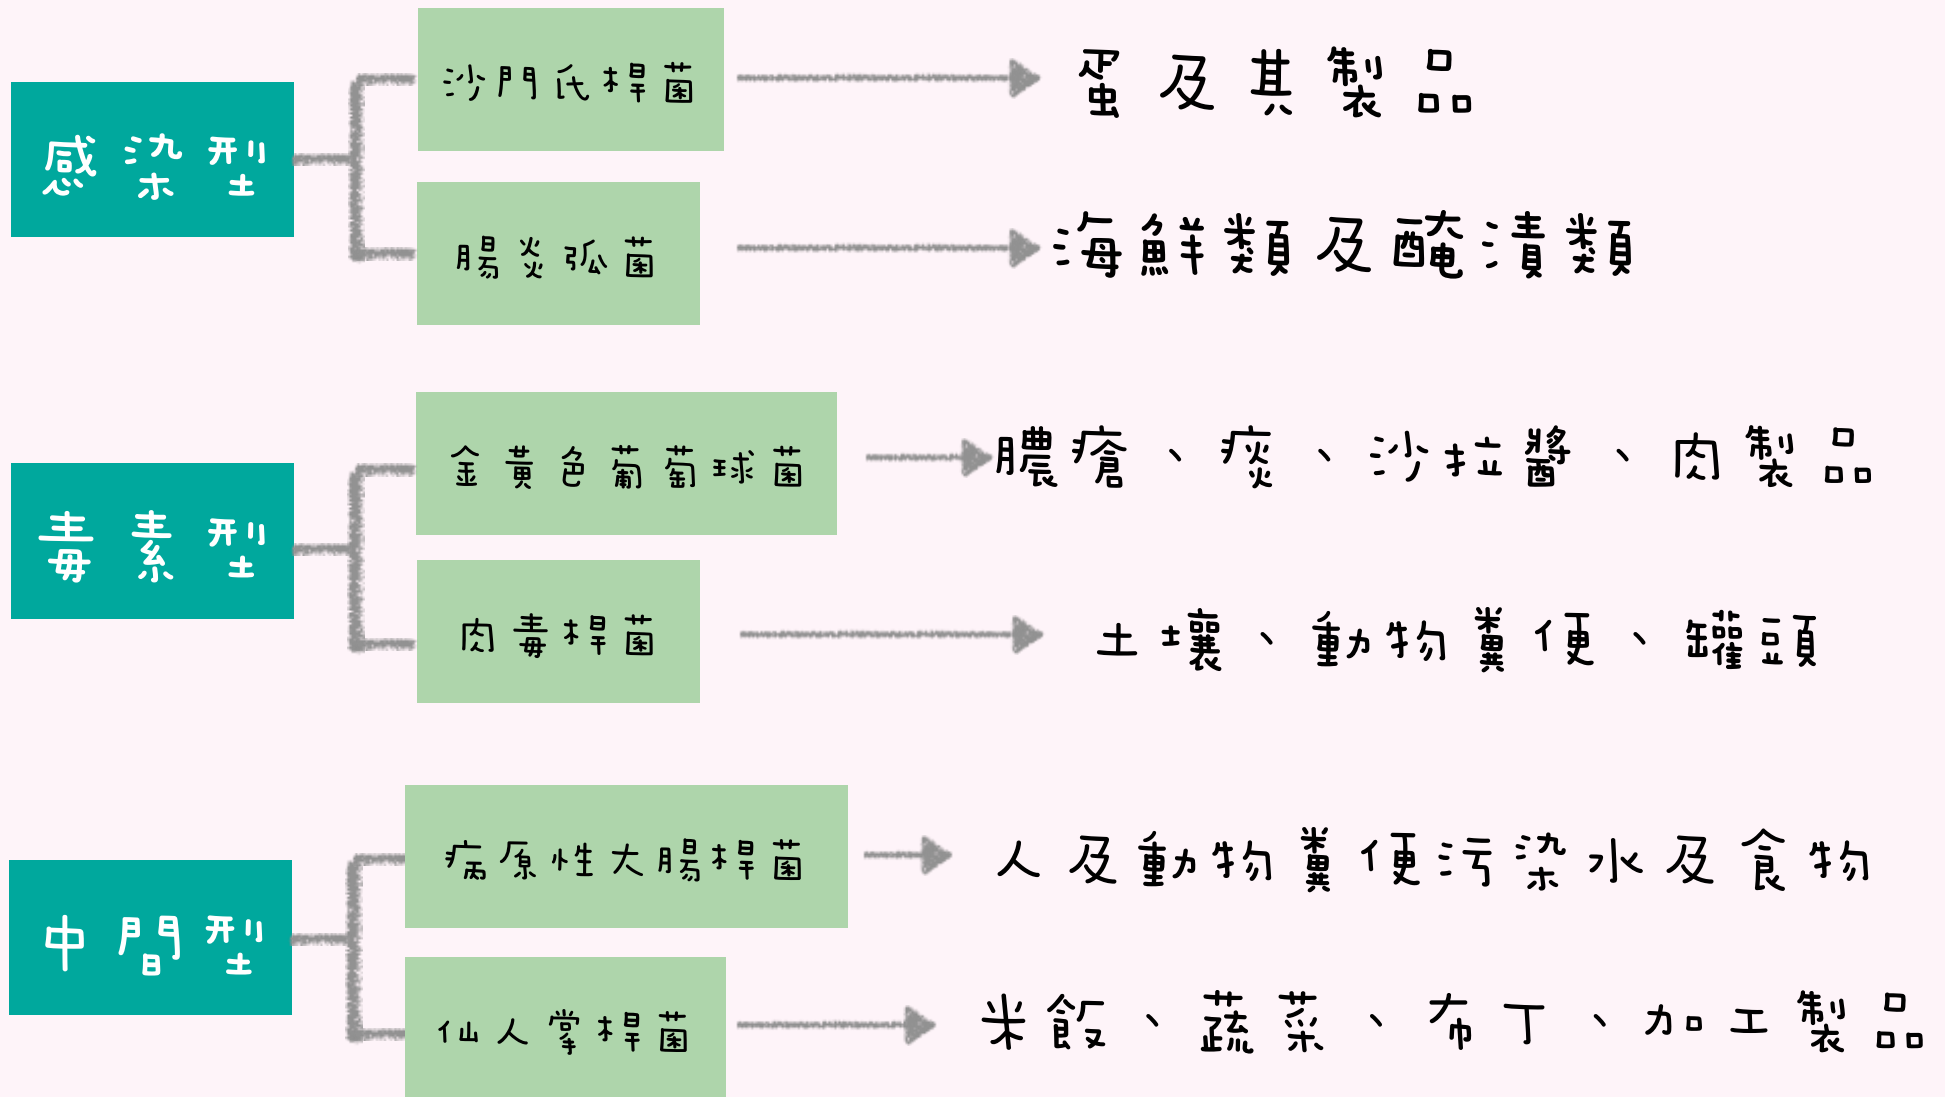 感染型
沙門氏桿菌
蛋及其製品
腸炎弧菌
海鮮類及醃漬類
毒素型
金黃色葡萄球菌
膿瘡、痰、沙拉醬、肉製品
肉毒桿菌
土壤、動物糞便、罐頭
中間型
病原性大腸桿菌
人及動物糞便污染水及食物
仙人掌桿菌
米飯、蔬菜、布丁、加工製品